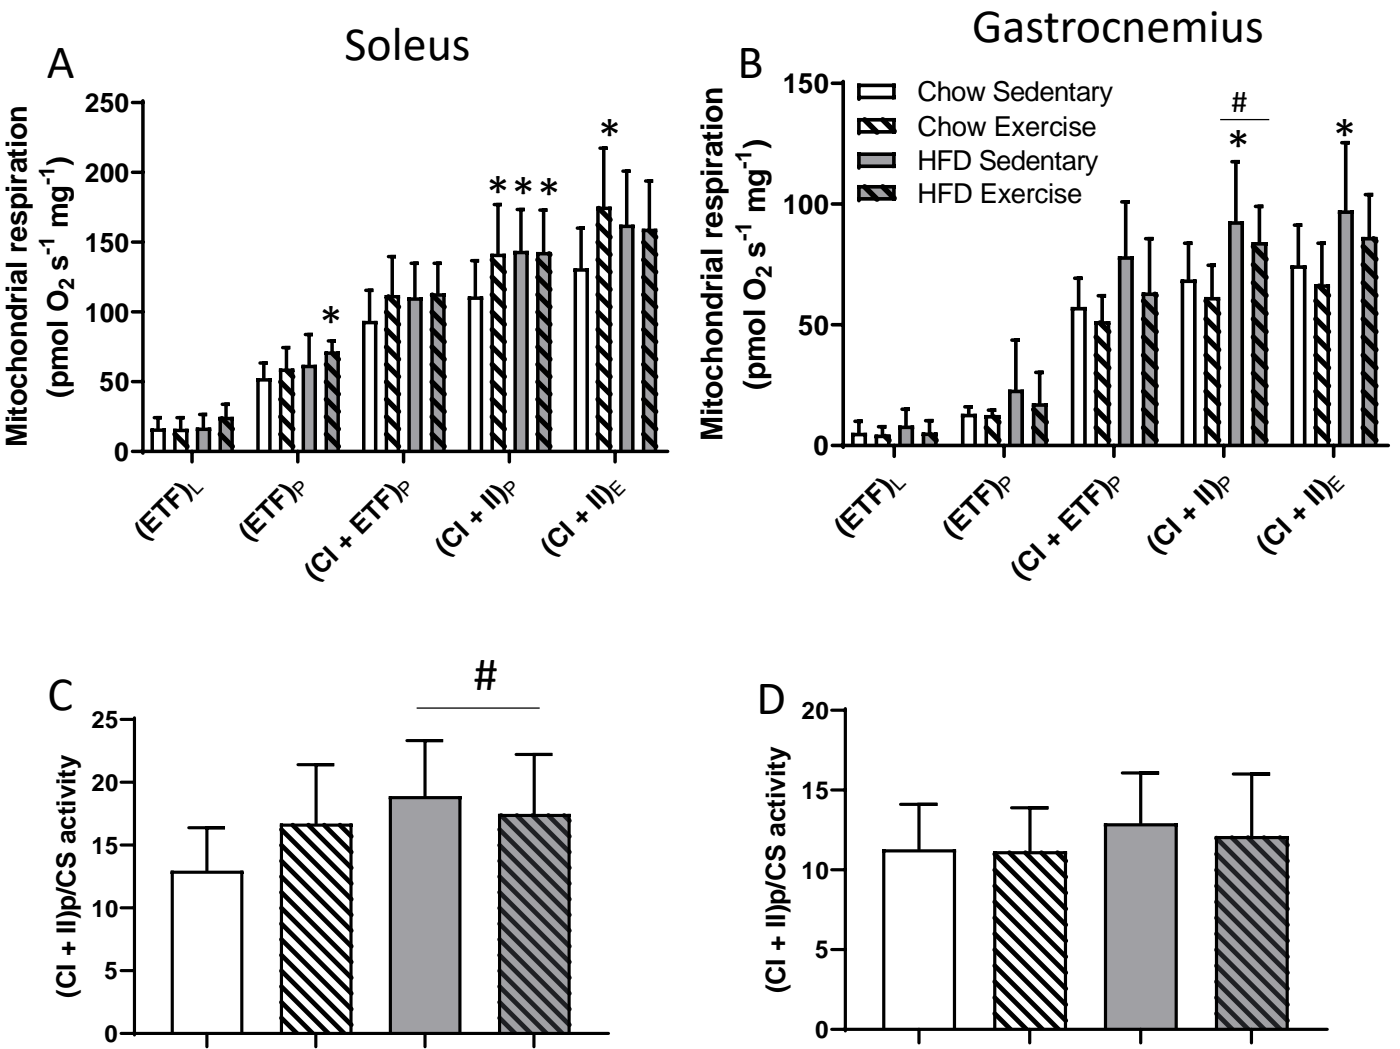 Soleus
Gastrocnemius
A
Mitochondrial respiration
(pmol O₂ s⁻¹ mg⁻¹)
250
200
150
100
50
0
*
* * *
*
(ETF)L
(ETF)P
(CI + ETF)P
(CI + II)P
(CI + II)E
B
Mitochondrial respiration
(pmol O₂ s⁻¹ mg⁻¹)
150
100
50
0
Chow Sedentary
Chow Exercise
HFD Sedentary
HFD Exercise
#
*
*
(ETF)L
(ETF)P
(CI + ETF)P
(CI + II)P
(CI + II)E
C
(CI + II)p/CS activity
25
20
15
10
5
0
#
D
(CI + II)p/CS activity
20
15
10
5
0